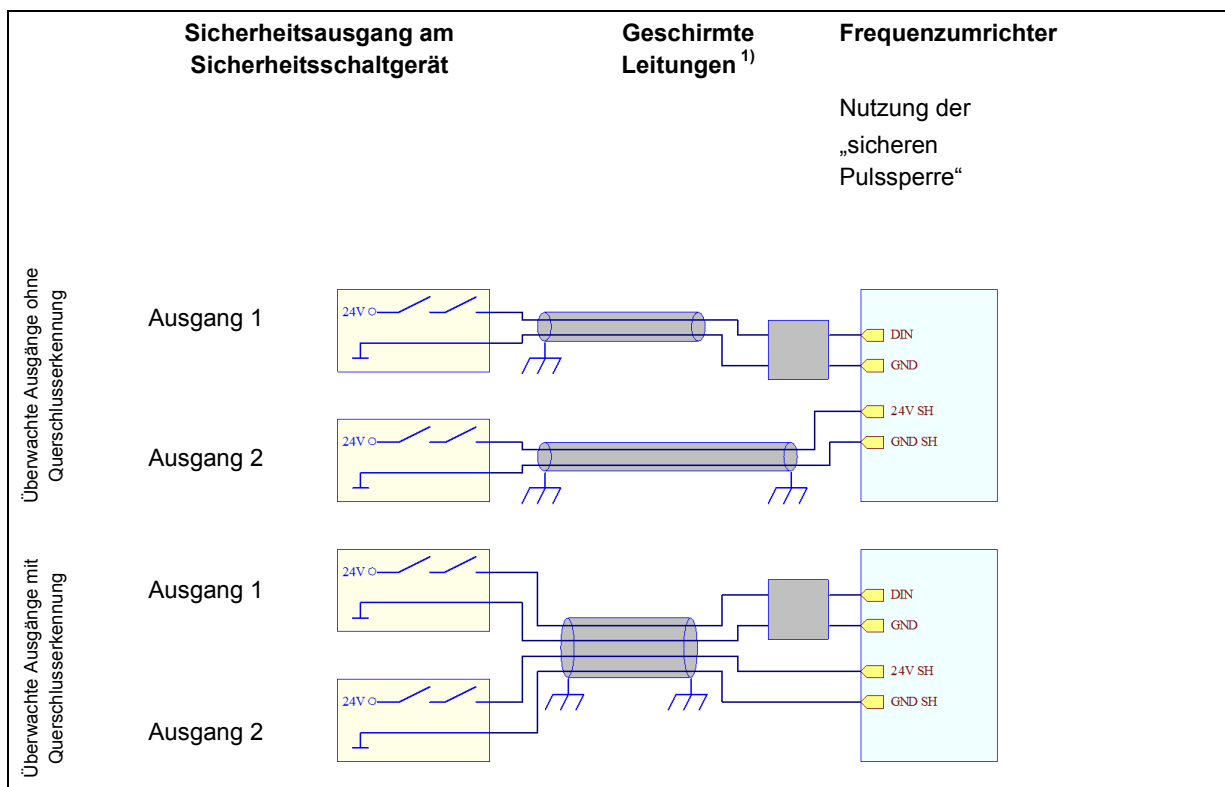 Sicherheitsausgang am
Sicherheitsschaltgerät
Geschirmte
Leitungen 1)
Frequenzumrichter
Nutzung der
„sicheren
Pulssperre“
Überwachte Ausgänge ohne
Querschlusserkennung
Ausgang 1
24V
DIN
GND
Ausgang 2
24V
24V SH
GND SH
Überwachte Ausgänge mit
Querschlusserkennung
Ausgang 1
24V
DIN
GND
Ausgang 2
24V
24V SH
GND SH